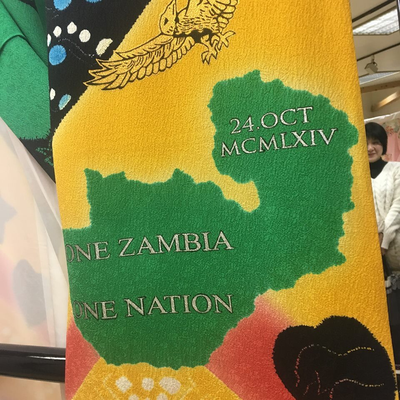 24.OCT
MCMLXIV
ONE ZAMBIA
ONE NATION